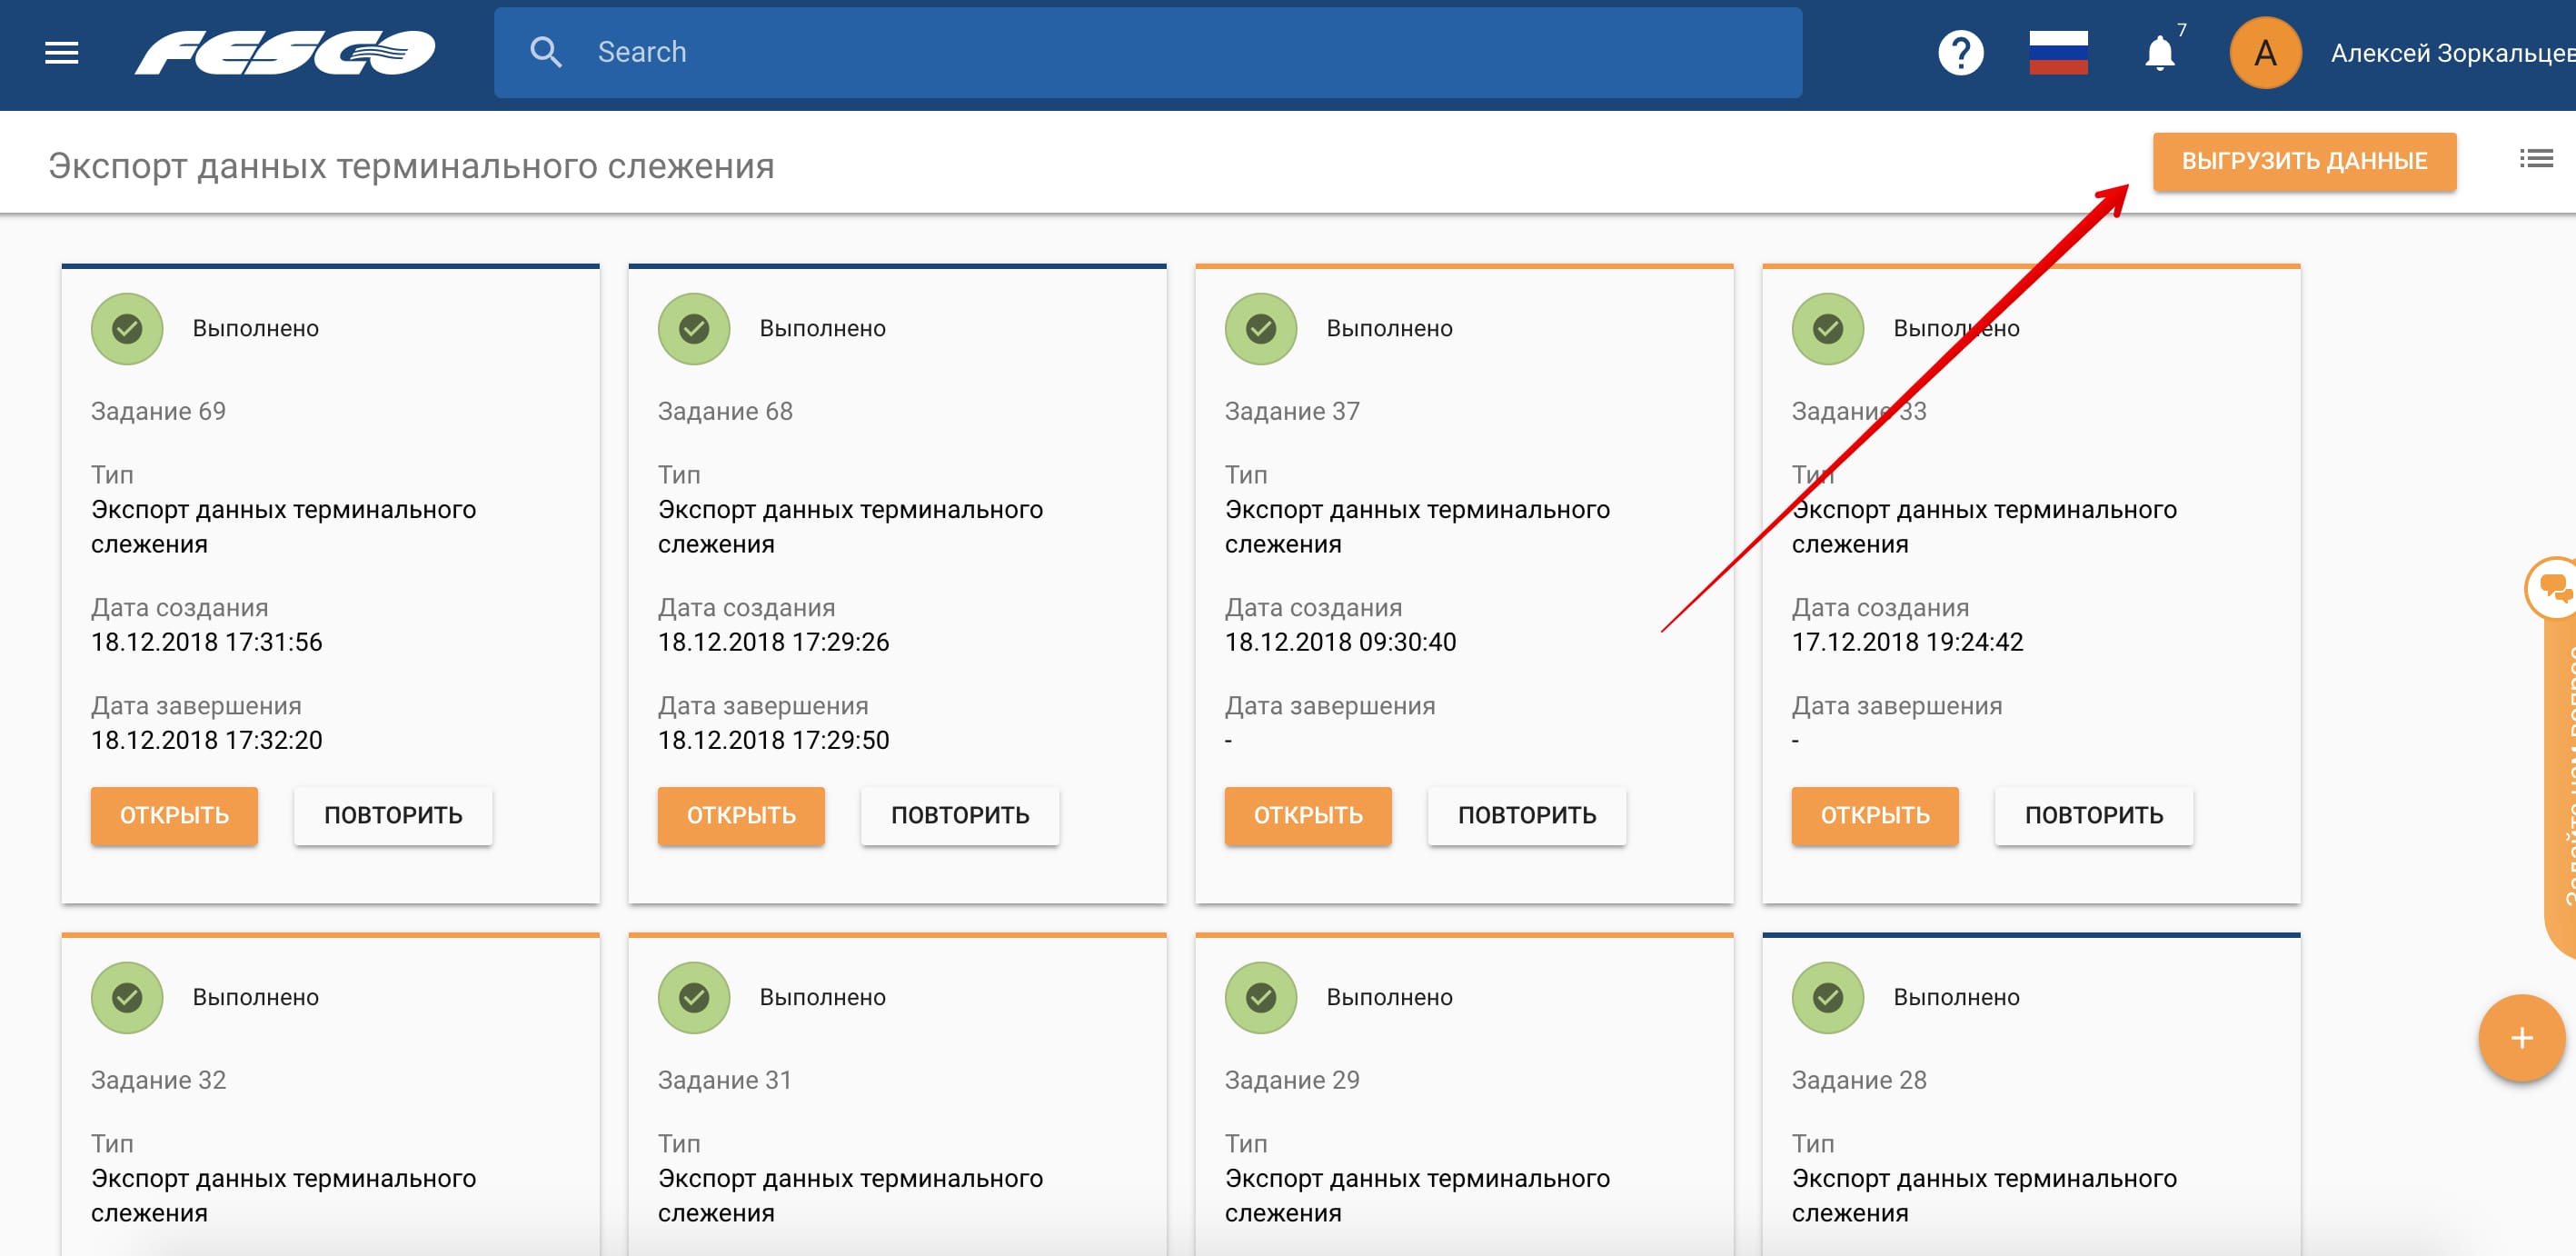 FESCO
Search
7
А
Алексей Зоркальцев
Экспорт данных терминального слежения
ВЫГРУЗИТЬ ДАННЫЕ
Выполнено
Задание 69
Тип
Экспорт данных терминального
слежения
Дата создания
18.12.2018 17:31:56
Дата завершения
18.12.2018 17:32:20
ОТКРЫТЬ
ПОВТОРИТЬ
Выполнено
Задание 68
Тип
Экспорт данных терминального
слежения
Дата создания
18.12.2018 17:29:26
Дата завершения
18.12.2018 17:29:50
ОТКРЫТЬ
ПОВТОРИТЬ
Выполнено
Задание 37
Тип
Экспорт данных терминального
слежения
Дата создания
18.12.2018 09:30:40
Дата завершения
-
ОТКРЫТЬ
ПОВТОРИТЬ
Выполнено
Задание 33
Тип
Экспорт данных терминального
слежения
Дата создания
17.12.2018 19:24:42
Дата завершения
-
ОТКРЫТЬ
ПОВТОРИТЬ
Выполнено
Задание 32
Тип
Экспорт данных терминального
слежения
Выполнено
Задание 31
Тип
Экспорт данных терминального
слежения
Выполнено
Задание 29
Тип
Экспорт данных терминального
слежения
Выполнено
Задание 28
Тип
Экспорт данных терминального
слежения